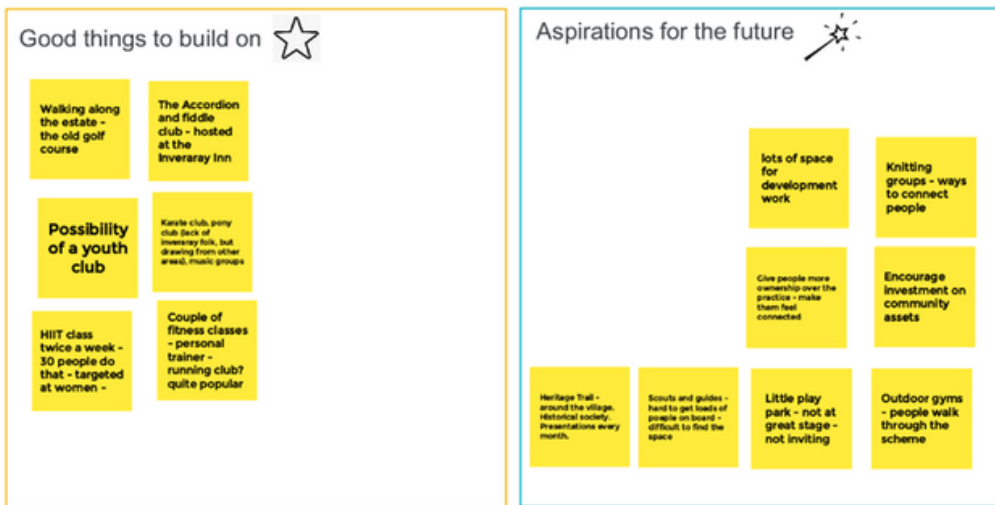 Good things to build on
Walking along
the estate -
the old golf
course
The Accordion
and fiddle
club - hosted
at the
Inveraray Inn
Possibility
of a youth
club
Karate club, pony
club (lack of
inveraray folk, but
drawing from other
areas), music groups
HIIT class
twice a week -
30 people do
that - targeted
at women -
Couple of
fitness classes
- personal
trainer -
running club?
quite popular
Aspirations for the future
lots of space
for
development
work
Knitting
groups - ways
to connect
people
Give people more
ownership over the
practice - make
them feel
connected
Encourage
investment on
community
assets
Heritage Trail -
around the village.
Historical society.
Presentations every
month.
Scouts and guides -
hard to get loads of
poeple on board -
difficult to find the
space
Little play
park - not at
great stage -
not inviting
Outdoor gyms
- people walk
through the
scheme